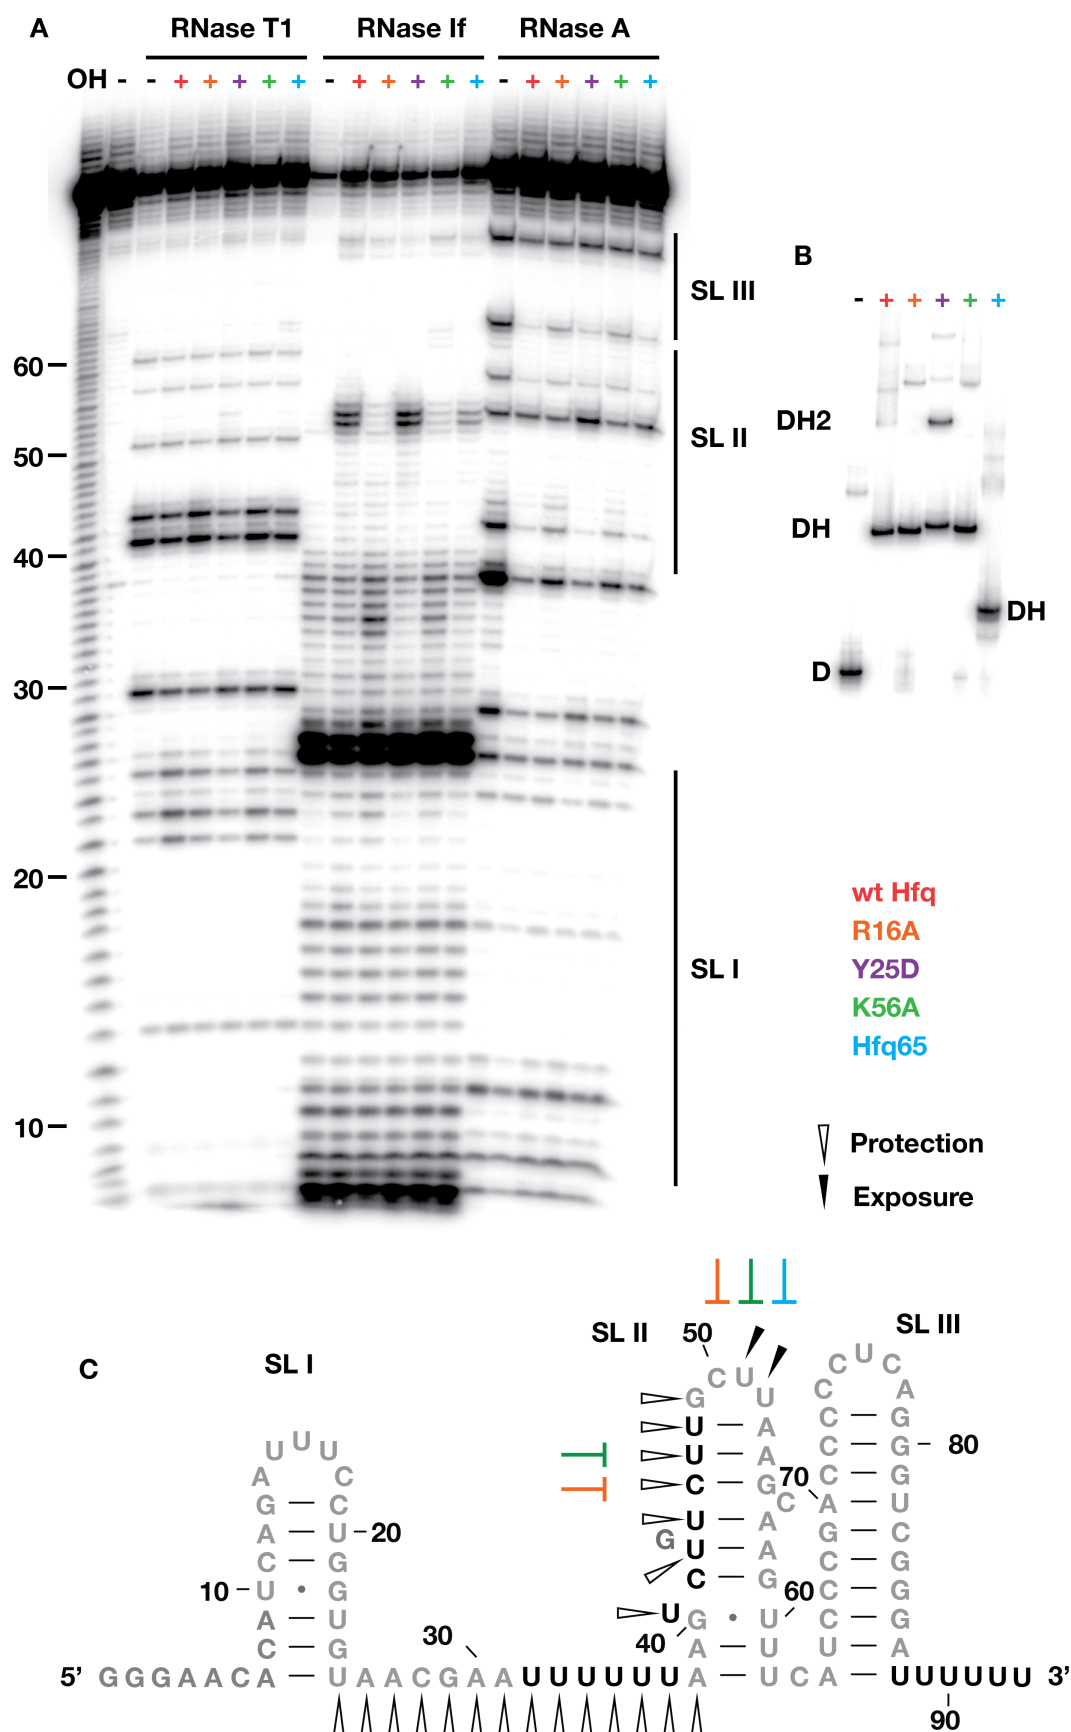 A
RNase T1 RNase If RNase A
OH - - + + + + + - + + + + + - + + + + +
B
- + + + + +
SL III
60
DH2
SL II
50
DH
40
DH
D
30
20
wt Hfq
R16A
Y25D
K56A
Hfq65
SL I
10
Protection
Exposure
C
SL I
SL II
50
SL III
C U U
C C U C A
G U U C U G U C U G A A
A A G C A A G U U U
C C C A G C C C U A
G G G U C G G G A
70
80
60
40
30
20
10
A U U U C
G A C U A C A
C U G G U G U
5' G G G A A C A U A A C G A A U U U U U U A U C A U U U U U U 3'
90